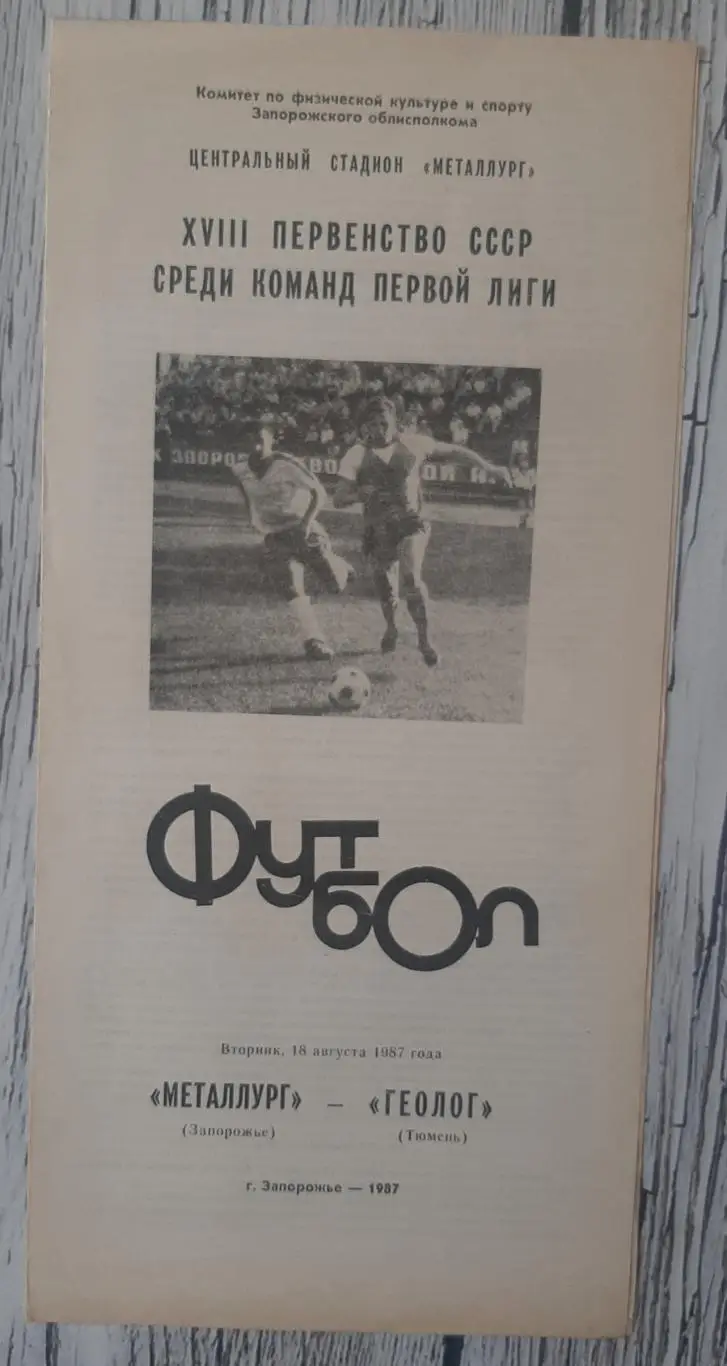 Комитет по физической культуре и спорту
Запорожского облисполкома
ЦЕНТРАЛЬНЫЙ СТАДИОН «МЕТАЛЛУРГ»
XVIII ПЕРВЕНСТВО СССР
СРЕДИ КОМАНД ПЕРВОЙ ЛИГИ
ФУТБОЛ
Вторник, 18 августа 1987 года
«МЕТАЛЛУРГ» — «ГЕОЛОГ»
(Запорожье) (Тюмень)
г. Запорожье — 1987